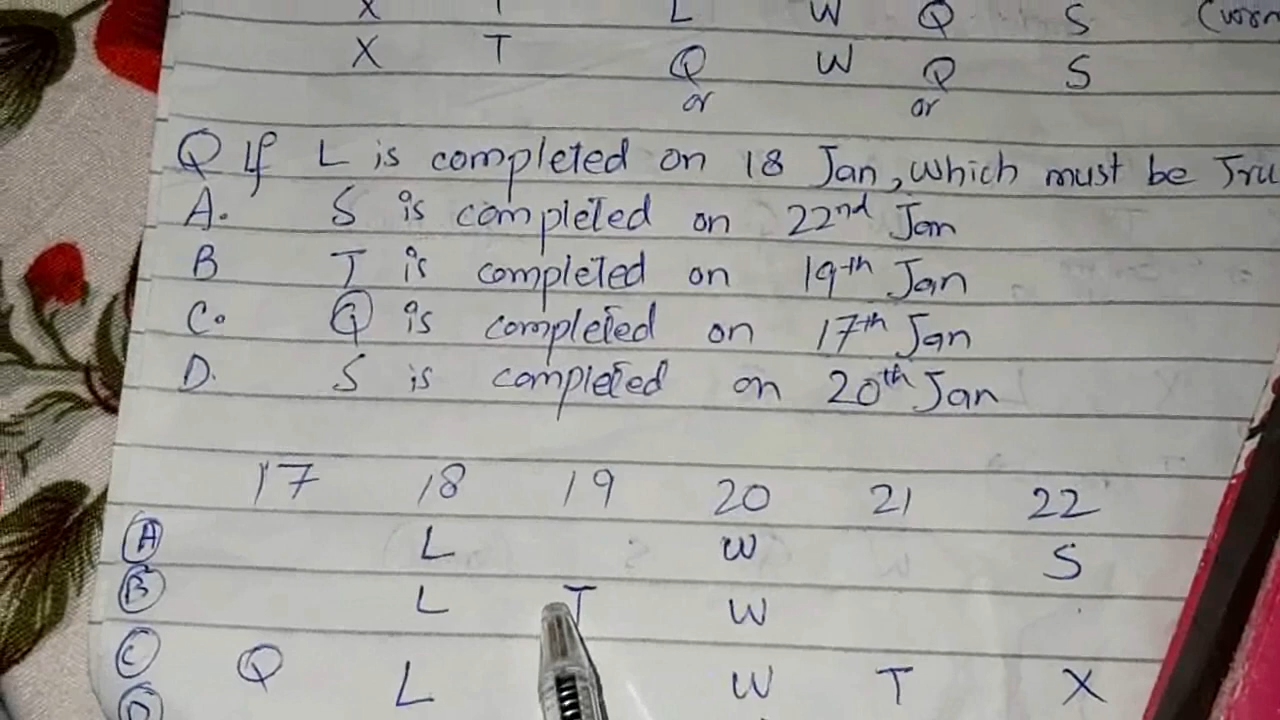 X T L W Q S
X T Q W Q S
or or
Q If L is completed on 18 Jan, which must be Tru
A. S is completed on 22nd Jan
B T is completed on 19th Jan
C. Q is completed on 17th Jan
D. S is completed on 20th Jan
17 18 19 20 21 22
A L W S
B L T W
C Q L W T X
D